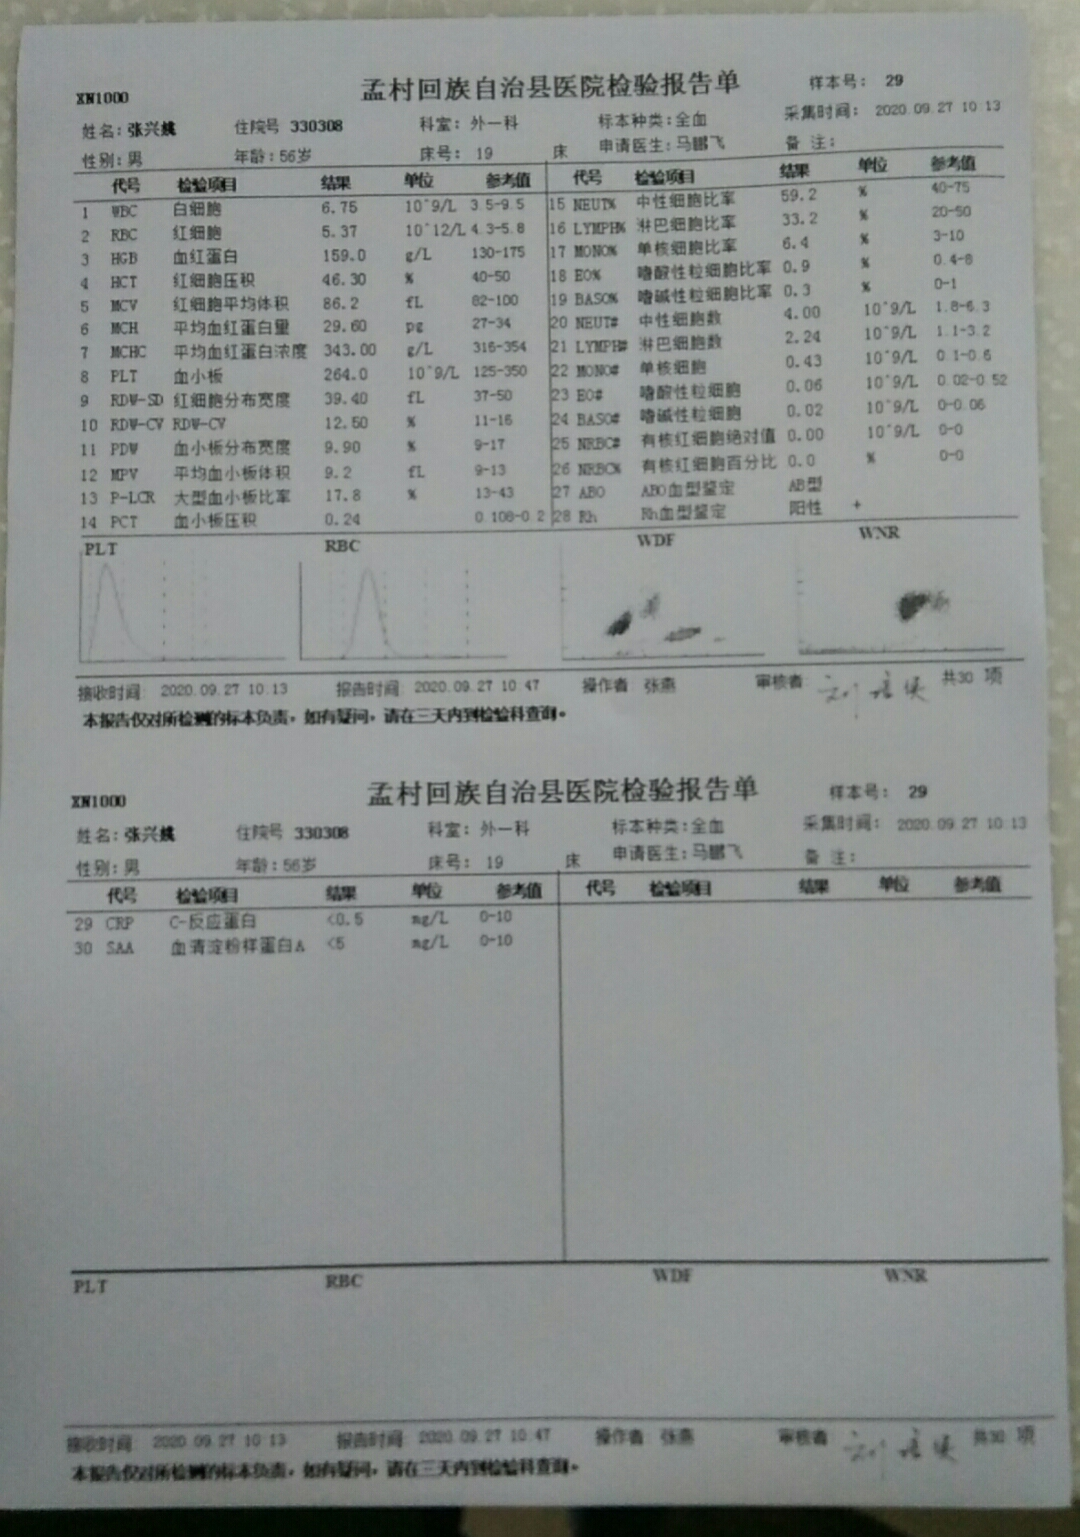 孟村回族自治县医院检验报告单
XN1000 样本号: 29
姓名:张兴 住院号 330308 科室: 外一科 标本种类:全血 采集时间: 2020.09.27 10:13
性别:男 年龄:56岁 床号: 19 床 申请医生:马鹏飞 备 注:
代号 检验项目 结果 单位 参考值 代号 检验项目 结果 单位 参考值
1 WBC 白细胞 6.75 10^9/L 3.5-9.5 15 NEUT% 中性细胞比率 59.2 % 40-75
2 RBC 红细胞 5.37 10^12/L 4.3-5.8 16 LYMPH% 淋巴细胞比率 33.2 % 20-50
3 HGB 血红蛋白 159.0 g/L 130-175 17 MONO% 单核细胞比率 6.4 % 3-10
4 HCT 红细胞压积 46.30 % 40-50 18 EO% 嗜酸性粒细胞比率 0.9 % 0.4-8
5 MCV 红细胞平均体积 86.2 fL 82-100 19 BASO% 嗜碱性粒细胞比率 0.3 % 0-1
6 MCH 平均血红蛋白量 29.60 pg 27-34 20 NEUT# 中性细胞数 4.00 10^9/L 1.8-6.3
7 MCHC 平均血红蛋白浓度 343.00 g/L 316-354 21 LYMPH# 淋巴细胞数 2.24 10^9/L 1.1-3.2
8 PLT 血小板 264.0 10^9/L 125-350 22 MONO# 单核细胞 0.43 10^9/L 0.1-0.6
9 RDW-SD 红细胞分布宽度 39.40 fL 37-50 23 EO# 嗜酸性粒细胞 0.06 10^9/L 0.02-0.52
10 RDW-CV RDW-CV 12.50 % 11-16 24 BASO# 嗜碱性粒细胞 0.02 10^9/L 0-0.06
11 PDW 血小板分布宽度 9.90 % 9-17 25 NRBC# 有核红细胞绝对值 0.00 10^9/L 0-0
12 MPV 平均血小板体积 9.2 fL 9-13 26 NRBC% 有核红细胞百分比 0.0 % 0-0
13 P-LCR 大型血小板比率 17.8 % 13-43 27 ABO ABO血型鉴定 AB型
14 PCT 血小板压积 0.24 0.108-0.2 28 Rh Rh血型鉴定 阳性 +
PLT RBC WDF WNR
接收时间 2020.09.27 10:13 报告时间: 2020.09.27 10:47 操作者 张燕 审核者 共30 项
本报告仅对所检测的标本负责，如有疑问，请在三天内到检验科查询。
孟村回族自治县医院检验报告单
XN1000 样本号: 29
姓名:张兴 住院号 330308 科室: 外一科 标本种类:全血 采集时间: 2020.09.27 10:13
性别:男 年龄:56岁 床号: 19 床 申请医生:马鹏飞 备 注:
代号 检验项目 结果 单位 参考值 代号 检验项目 结果 单位 参考值
29 CRP C-反应蛋白 <0.5 mg/L 0-10
30 SAA 血清淀粉样蛋白A <5 mg/L 0-10
PLT RBC WDF WNR
接收时间 2020.09.27 10:13 报告时间 2020.09.27 10:47 操作者 张燕 审核者 共30 项
本报告仅对所检测的标本负责，如有疑问，请在三天内到检验科查询。